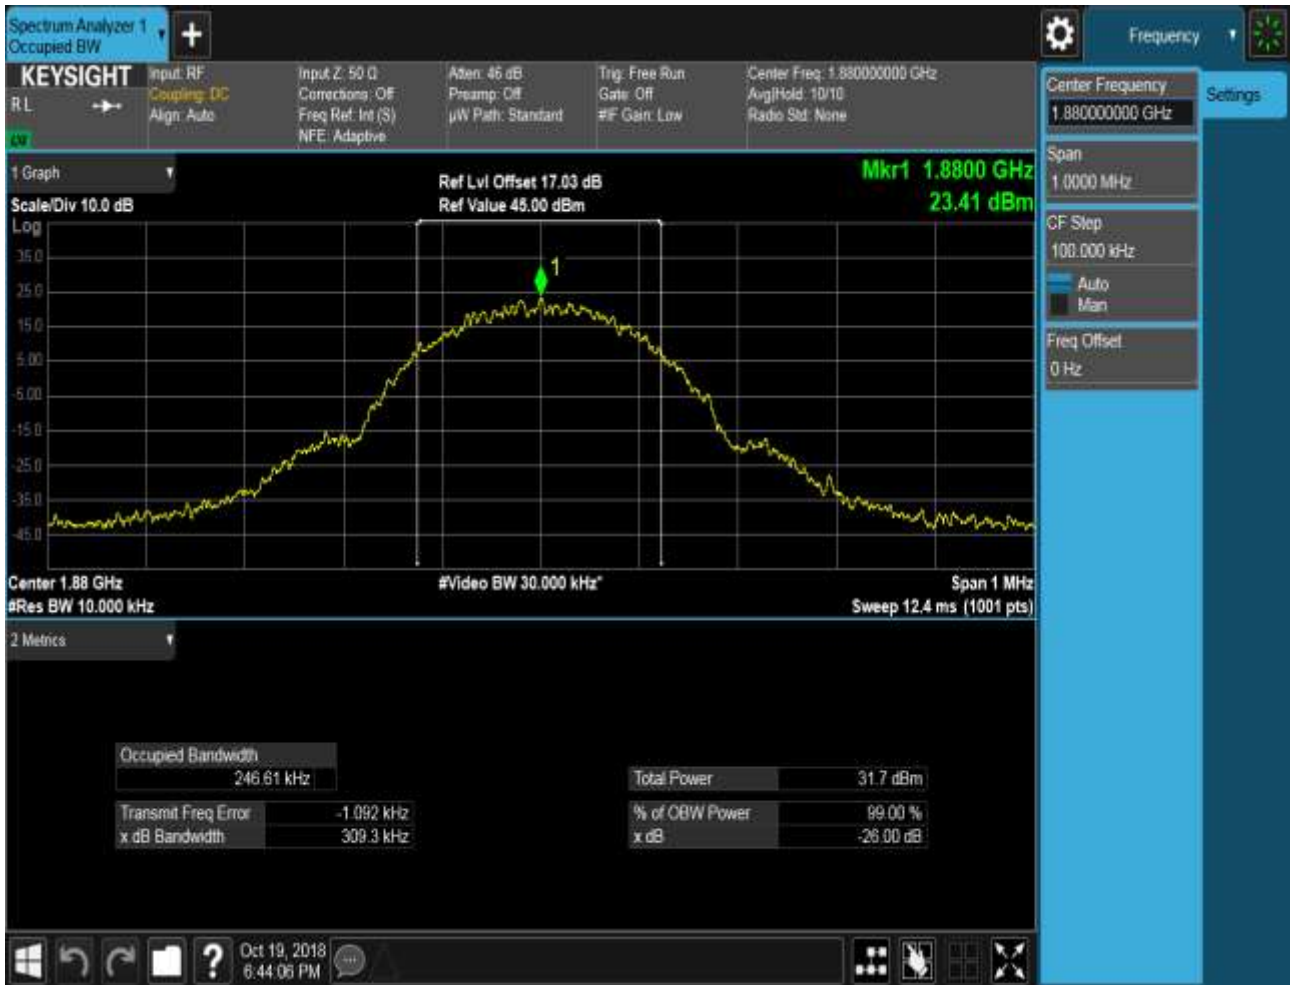 Spectrum Analyzer 1
Occupied BW
+
Frequency
KEYSIGHT
R L
LXI
Input: RF
Coupling: DC
Align: Auto
Input Z: 50 Ω
Corrections: Off
Freq Ref: Int (S)
NFE: Adaptive
Atten: 46 dB
Preamp: Off
µW Path: Standard
Trig: Free Run
Gate: Off
#IF Gain: Low
Center Freq: 1.880000000 GHz
Avg|Hold: 10/10
Radio Std: None
Center Frequency
1.880000000 GHz
Settings
Span
1.0000 MHz
CF Step
100.000 kHz
Auto
Man
Freq Offset
0 Hz
1 Graph
Scale/Div 10.0 dB
Ref Lvl Offset 17.03 dB
Ref Value 45.00 dBm
Mkr1 1.8800 GHz
23.41 dBm
Log
35.0
25.0
15.0
5.00
-5.00
-15.0
-25.0
-35.0
-45.0
1
Center 1.88 GHz
#Video BW 30.000 kHz*
Span 1 MHz
#Res BW 10.000 kHz
Sweep 12.4 ms (1001 pts)
2 Metrics
Occupied Bandwidth
246.61 kHz
Total Power 31.7 dBm
Transmit Freq Error -1.092 kHz
% of OBW Power 99.00 %
x dB Bandwidth 309.3 kHz
x dB -26.00 dB
?
Oct 19, 2018
6:44:06 PM